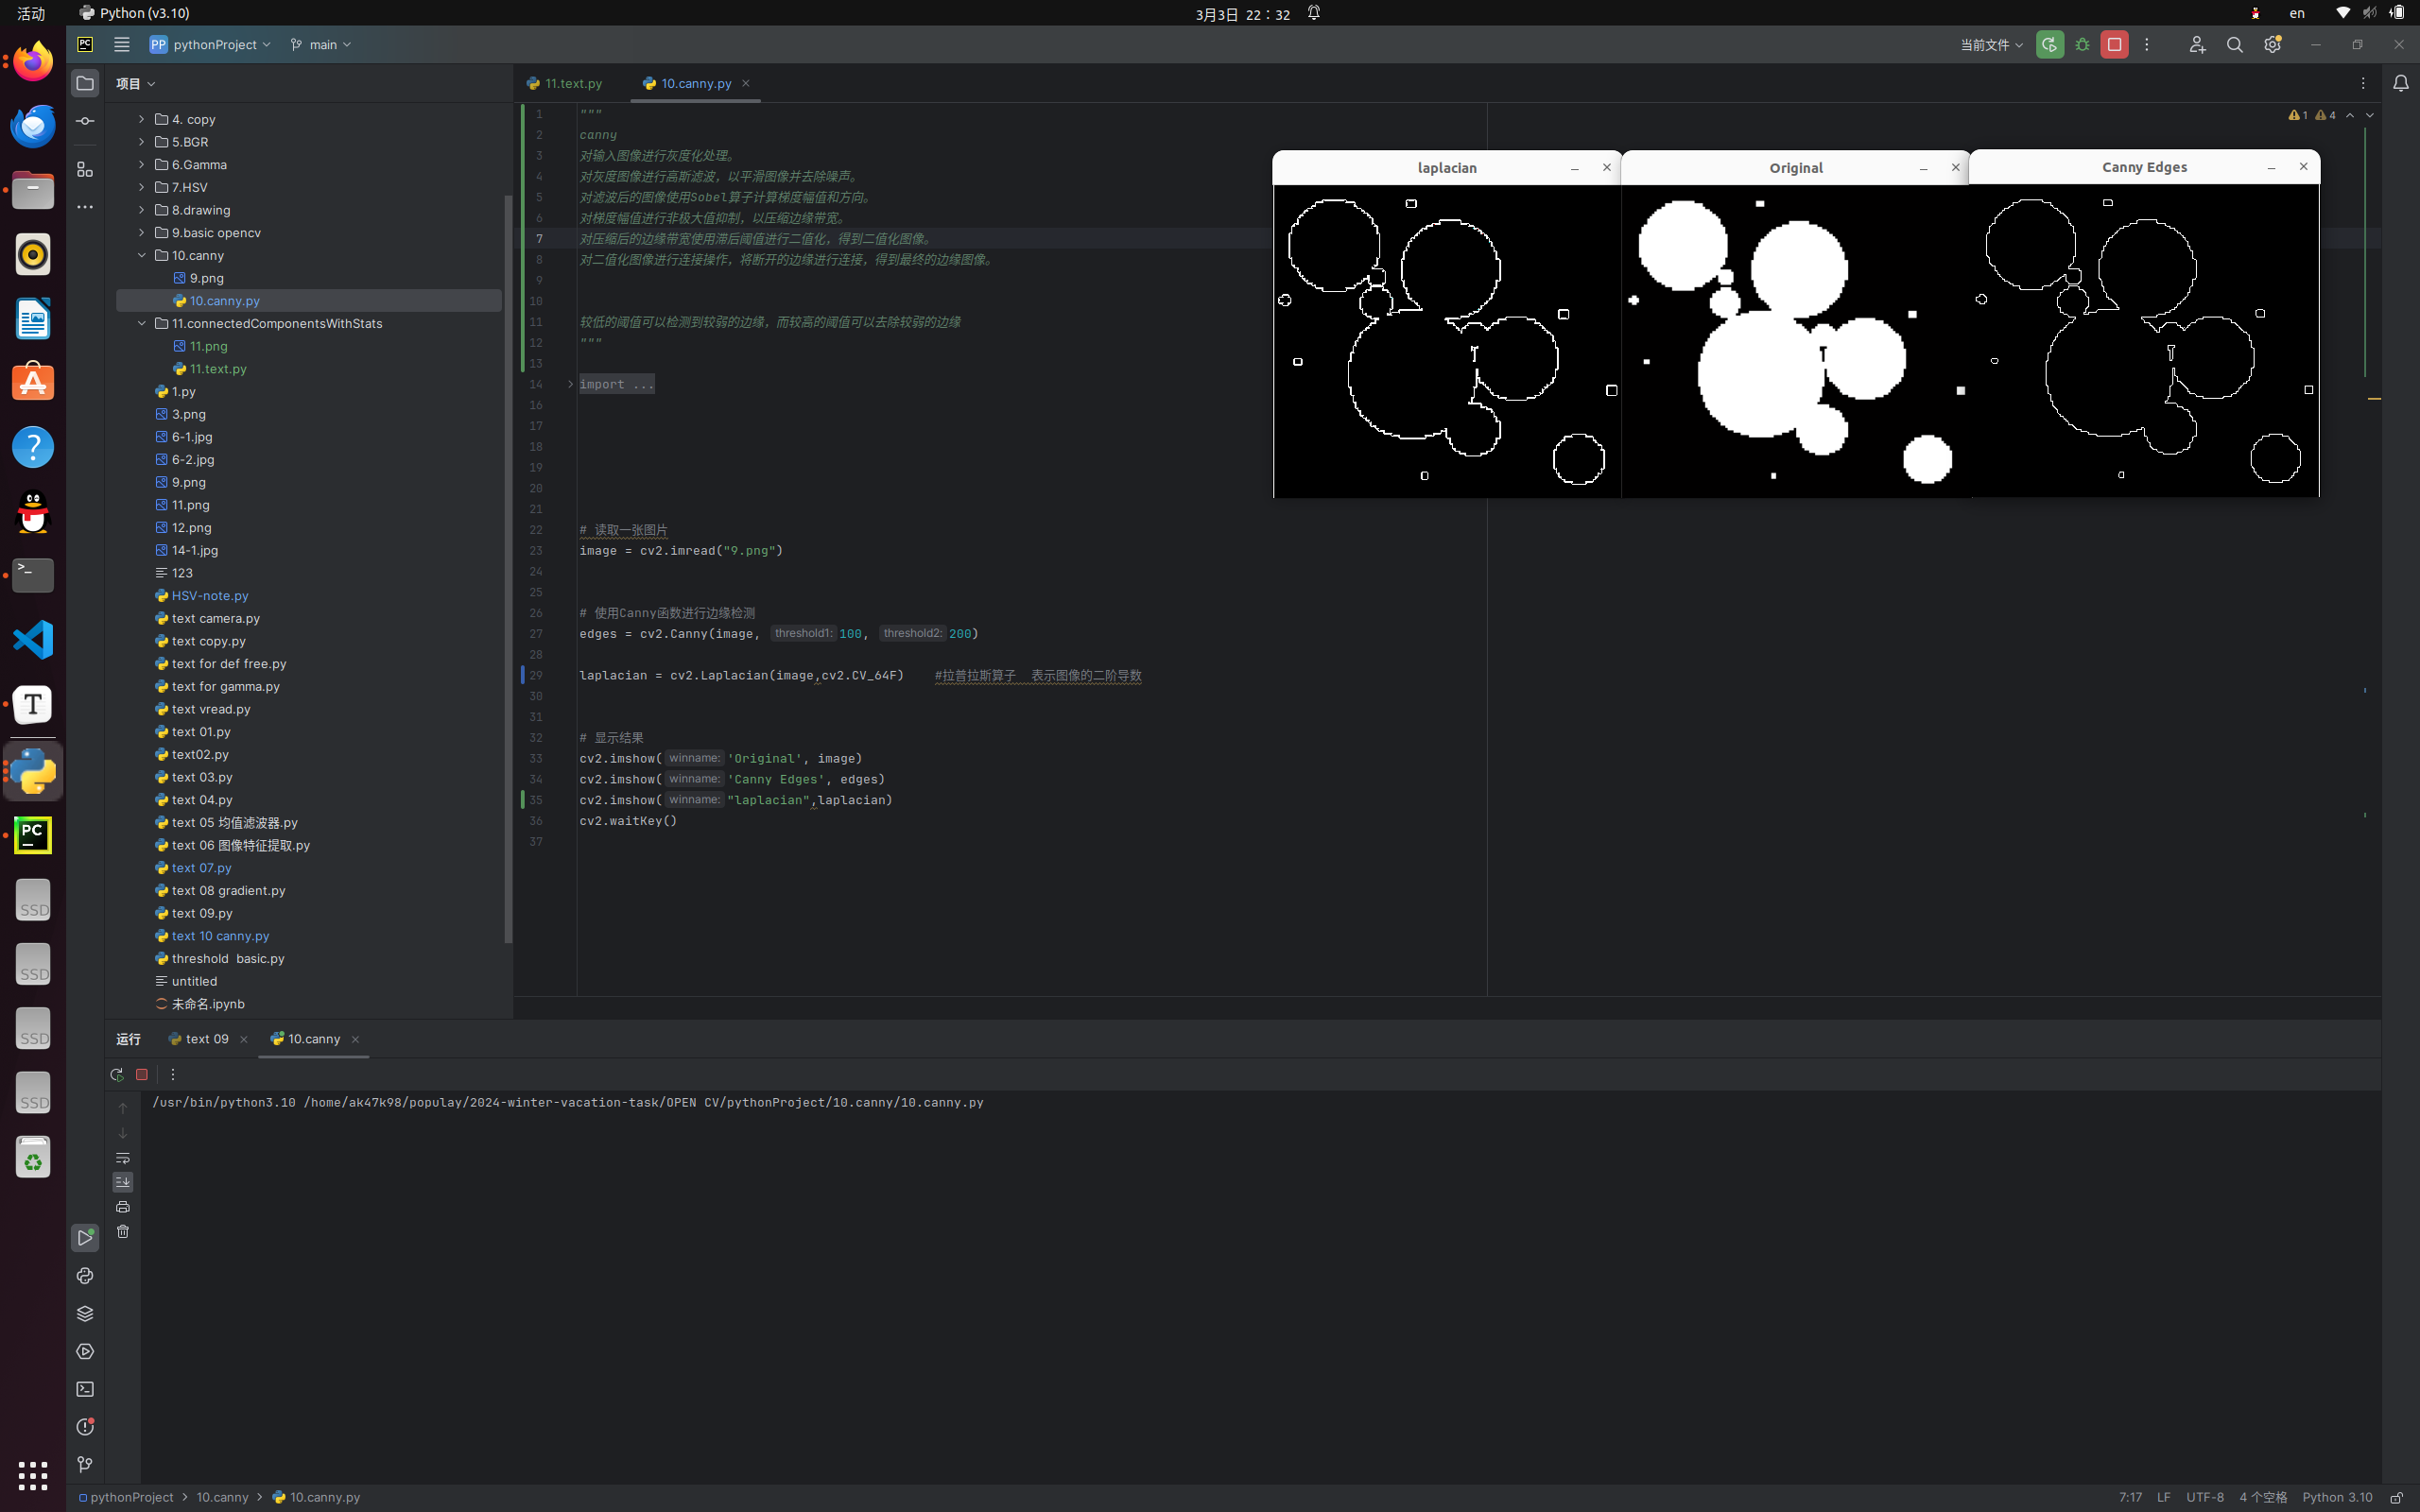 活动
Python (v3.10)
3月3日 22：32
en
PC
PP pythonProject
main
当前文件
项目
11.text.py
10.canny.py
1 4
4. copy
5.BGR
6.Gamma
7.HSV
8.drawing
9.basic opencv
10.canny
9.png
10.canny.py
11.connectedComponentsWithStats
11.png
11.text.py
1.py
3.png
6-1.jpg
6-2.jpg
9.png
11.png
12.png
14-1.jpg
123
HSV-note.py
text camera.py
text copy.py
text for def free.py
text for gamma.py
text vread.py
text 01.py
text02.py
text 03.py
text 04.py
text 05 均值滤波器.py
text 06 图像特征提取.py
text 07.py
text 08 gradient.py
text 09.py
text 10 canny.py
threshold basic.py
untitled
未命名.ipynb
1 """
2 canny
3 对输入图像进行灰度化处理。
4 对灰度图像进行高斯滤波，以平滑图像并去除噪声。
5 对滤波后的图像使用Sobel算子计算梯度幅值和方向。
6 对梯度幅值进行非极大值抑制，以压缩边缘带宽。
7 对压缩后的边缘带宽使用滞后阈值进行二值化，得到二值化图像。
8 对二值化图像进行连接操作，将断开的边缘进行连接，得到最终的边缘图像。
9
10
11 较低的阈值可以检测到较弱的边缘，而较高的阈值可以去除较弱的边缘
12 """
13
14 import ...
16
17
18
19
20
21
22 # 读取一张图片
23 image = cv2.imread("9.png")
24
25
26 # 使用Canny函数进行边缘检测
27 edges = cv2.Canny(image, threshold1: 100, threshold2: 200)
28
29 laplacian = cv2.Laplacian(image,cv2.CV_64F) #拉普拉斯算子 表示图像的二阶导数
30
31
32 # 显示结果
33 cv2.imshow( winname: 'Original', image)
34 cv2.imshow( winname: 'Canny Edges', edges)
35 cv2.imshow( winname: "laplacian",laplacian)
36 cv2.waitKey()
37
laplacian
Original
Canny Edges
运行
text 09
10.canny
/usr/bin/python3.10 /home/ak47k98/populay/2024-winter-vacation-task/OPEN CV/pythonProject/10.canny/10.canny.py
A
?
>_
T
PC
SSD
SSD
SSD
SSD
pythonProject > 10.canny > 10.canny.py
7:17 LF UTF-8 4 个空格 Python 3.10